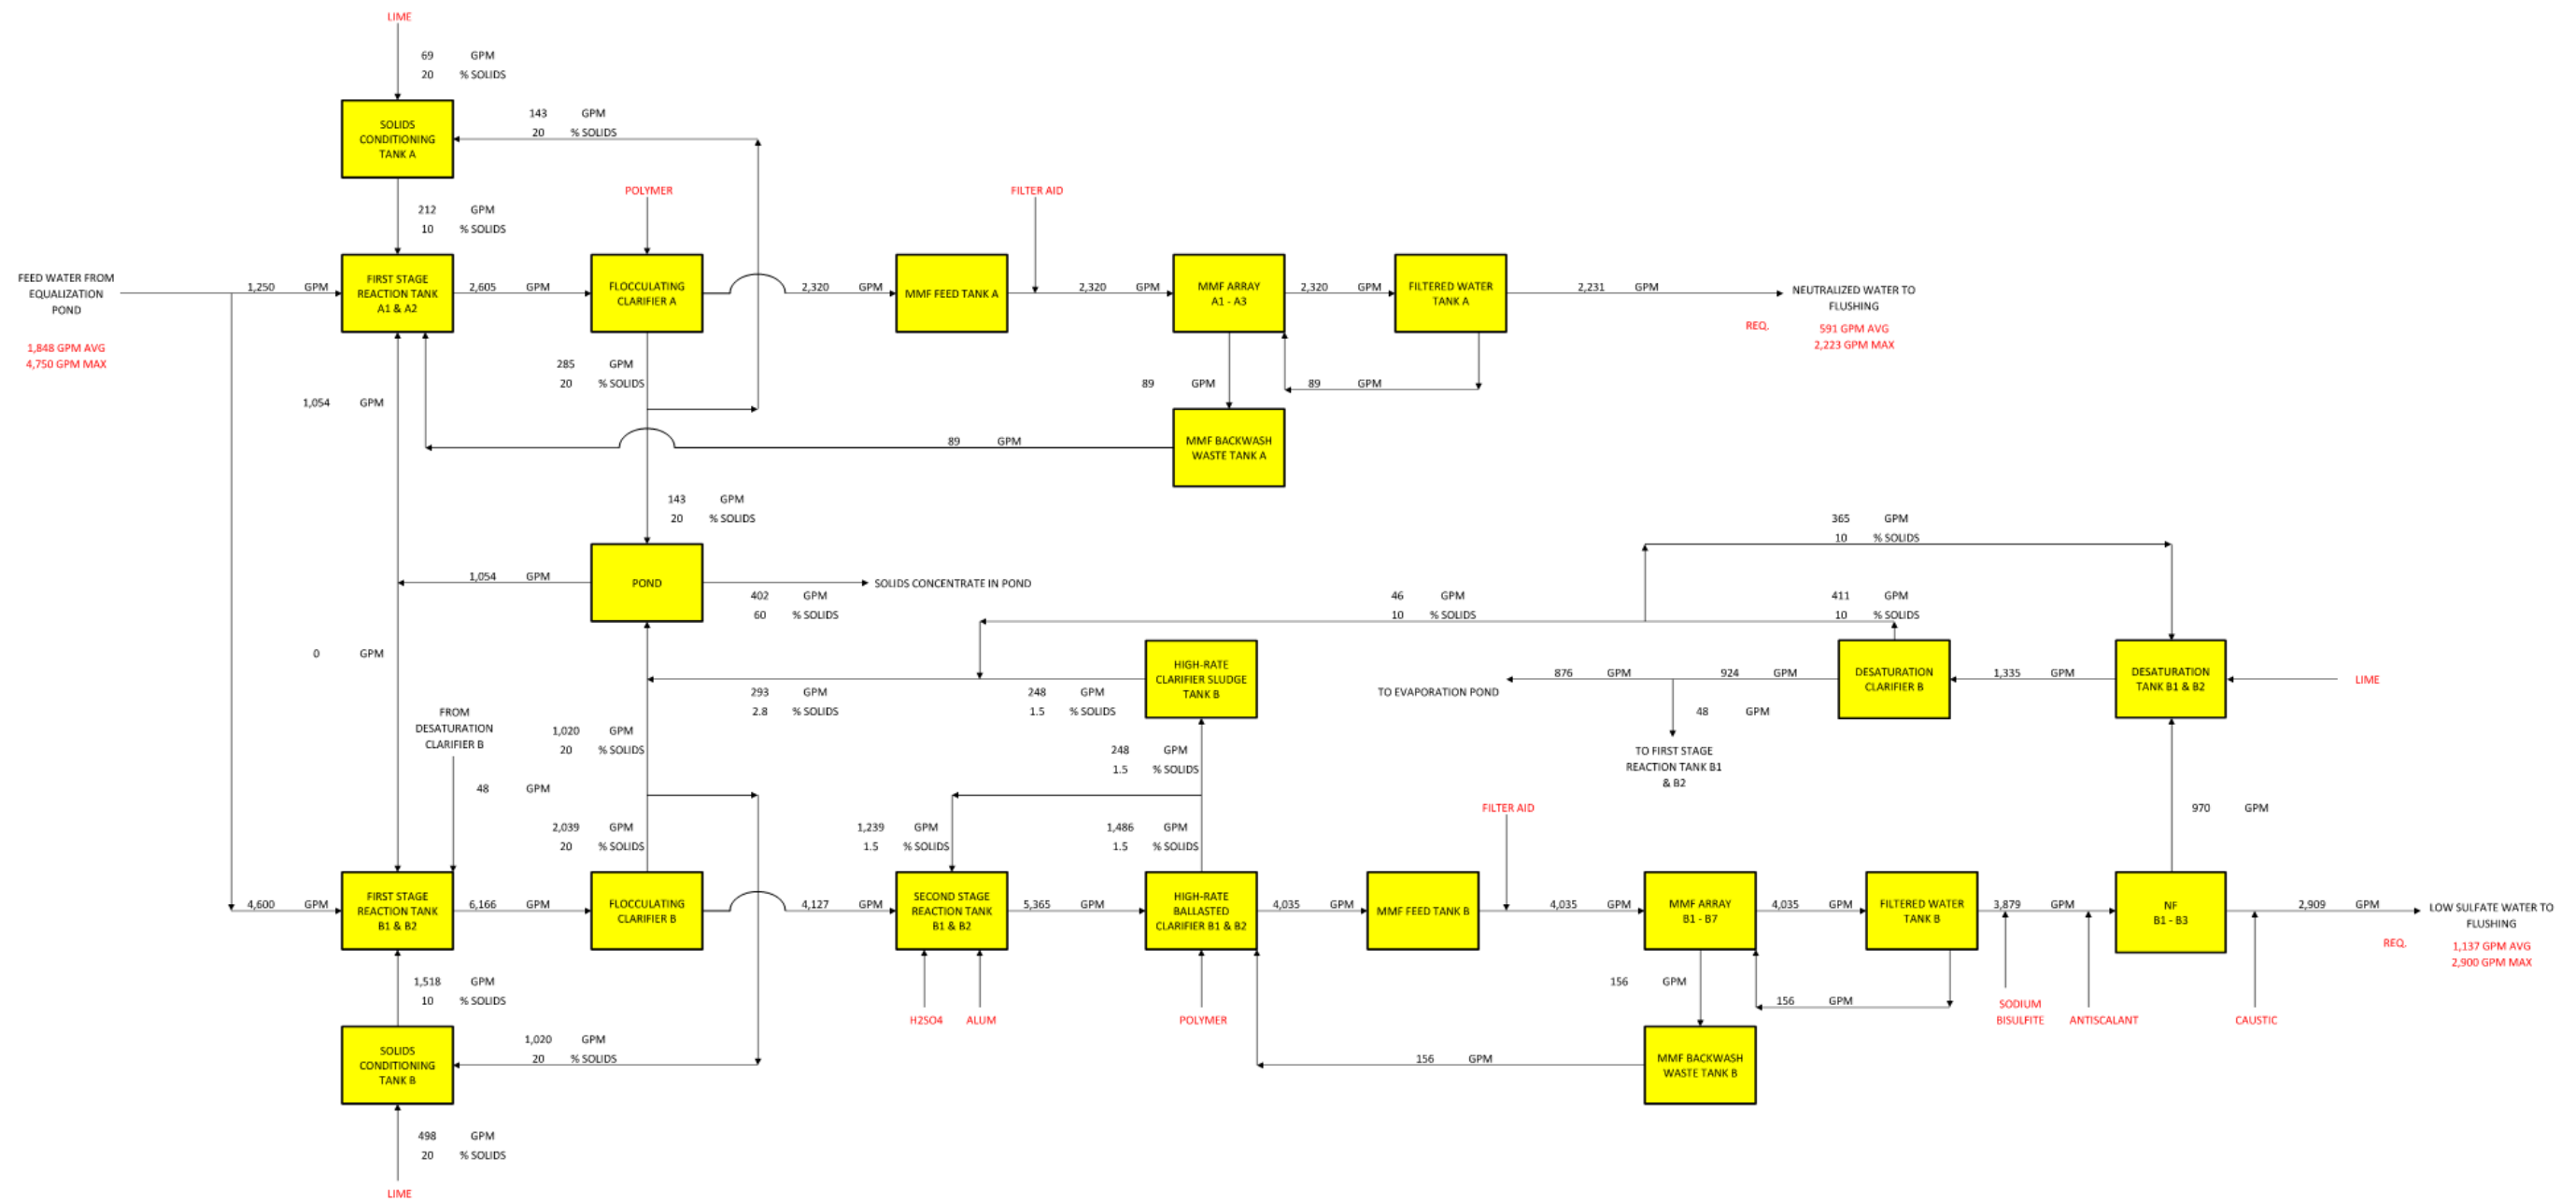 LIME
69 GPM
20 % SOLIDS
SOLIDS
CONDITIONING
TANK A
143 GPM
20 % SOLIDS
212 GPM
10 % SOLIDS
POLYMER
FILTER AID
FEED WATER FROM
EQUALIZATION
POND
1,848 GPM AVG
4,750 GPM MAX
1,250 GPM
FIRST STAGE
REACTION TANK
A1 & A2
2,605 GPM
FLOCCULATING
CLARIFIER A
2,320 GPM
MMF FEED TANK A
2,320 GPM
MMF ARRAY
A1 - A3
2,320 GPM
FILTERED WATER
TANK A
2,231 GPM
NEUTRALIZED WATER TO
FLUSHING
REQ.
591 GPM AVG
2,223 GPM MAX
285 GPM
20 % SOLIDS
89 GPM
89 GPM
1,054 GPM
89 GPM
MMF BACKWASH
WASTE TANK A
143 GPM
20 % SOLIDS
365 GPM
10 % SOLIDS
1,054 GPM
POND
SOLIDS CONCENTRATE IN POND
402 GPM
60 % SOLIDS
46 GPM
10 % SOLIDS
411 GPM
10 % SOLIDS
0 GPM
293 GPM
2.8 % SOLIDS
248 GPM
1.5 % SOLIDS
HIGH-RATE
CLARIFIER SLUDGE
TANK B
TO EVAPORATION POND
876 GPM
924 GPM
DESATURATION
CLARIFIER B
1,335 GPM
DESATURATION
TANK B1 & B2
LIME
48 GPM
TO FIRST STAGE
REACTION TANK B1
& B2
FROM
DESATURATION
CLARIFIER B
48 GPM
1,020 GPM
20 % SOLIDS
248 GPM
1.5 % SOLIDS
2,039 GPM
20 % SOLIDS
1,239 GPM
1.5 % SOLIDS
1,486 GPM
1.5 % SOLIDS
FILTER AID
970 GPM
4,600 GPM
FIRST STAGE
REACTION TANK
B1 & B2
6,166 GPM
FLOCCULATING
CLARIFIER B
4,127 GPM
SECOND STAGE
REACTION TANK
B1 & B2
5,365 GPM
HIGH-RATE
BALLASTED
CLARIFIER B1 & B2
4,035 GPM
MMF FEED TANK B
4,035 GPM
MMF ARRAY
B1 - B7
4,035 GPM
FILTERED WATER
TANK B
3,879 GPM
NF
B1 - B3
2,909 GPM
LOW SULFATE WATER TO
FLUSHING
REQ.
1,137 GPM AVG
2,900 GPM MAX
1,518 GPM
10 % SOLIDS
H2SO4
ALUM
POLYMER
156 GPM
156 GPM
SODIUM
BISULFITE
ANTISCALANT
CAUSTIC
SOLIDS
CONDITIONING
TANK B
1,020 GPM
20 % SOLIDS
156 GPM
MMF BACKWASH
WASTE TANK B
498 GPM
20 % SOLIDS
LIME